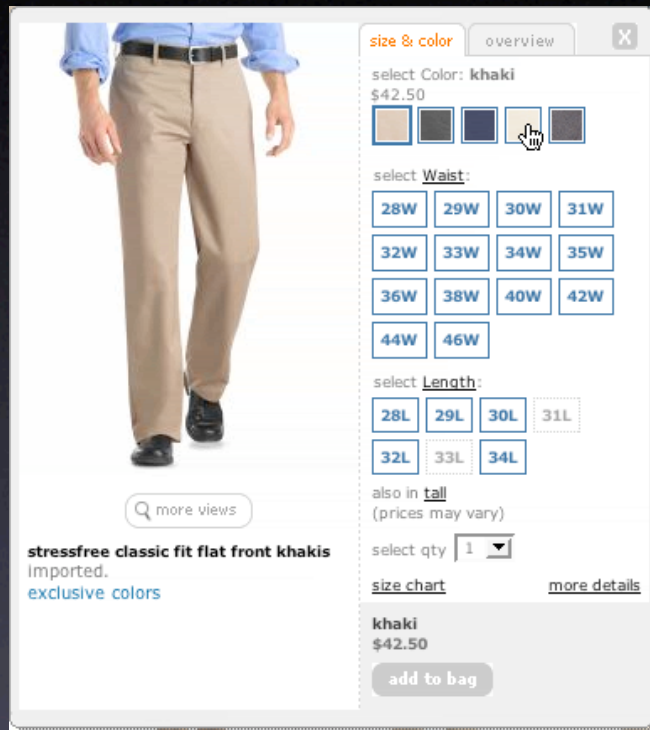 size & color overview X
select Color: khaki
$42.50
select Waist:
28W 29W 30W 31W
32W 33W 34W 35W
36W 38W 40W 42W
44W 46W
select Length:
28L 29L 30L 31L
32L 33L 34L
also in tall
(prices may vary)
select qty 1
size chart more details
khaki
$42.50
add to bag
more views
stressfree classic fit flat front khakis
imported.
exclusive colors